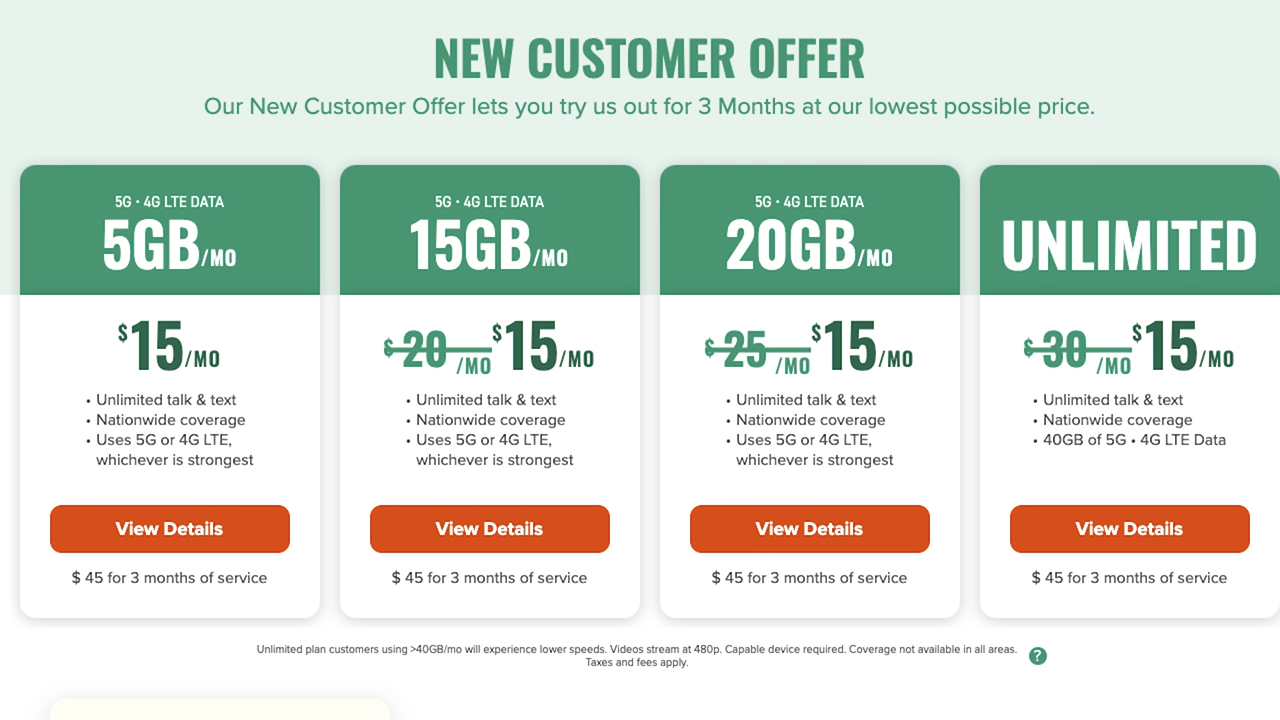 NEW CUSTOMER OFFER
Our New Customer Offer lets you try us out for 3 Months at our lowest possible price.
5G • 4G LTE DATA
5GB/MO
$15/MO
• Unlimited talk & text
• Nationwide coverage
• Uses 5G or 4G LTE,
whichever is strongest
View Details
$ 45 for 3 months of service
5G • 4G LTE DATA
15GB/MO
$ 20 /MO $15/MO
• Unlimited talk & text
• Nationwide coverage
• Uses 5G or 4G LTE,
whichever is strongest
View Details
$ 45 for 3 months of service
5G • 4G LTE DATA
20GB/MO
$ 25 /MO $15/MO
• Unlimited talk & text
• Nationwide coverage
• Uses 5G or 4G LTE,
whichever is strongest
View Details
$ 45 for 3 months of service
UNLIMITED
$ 30 /MO $15/MO
• Unlimited talk & text
• Nationwide coverage
• 40GB of 5G • 4G LTE Data
View Details
$ 45 for 3 months of service
Unlimited plan customers using >40GB/mo will experience lower speeds. Videos stream at 480p. Capable device required. Coverage not available in all areas.
Taxes and fees apply.
?